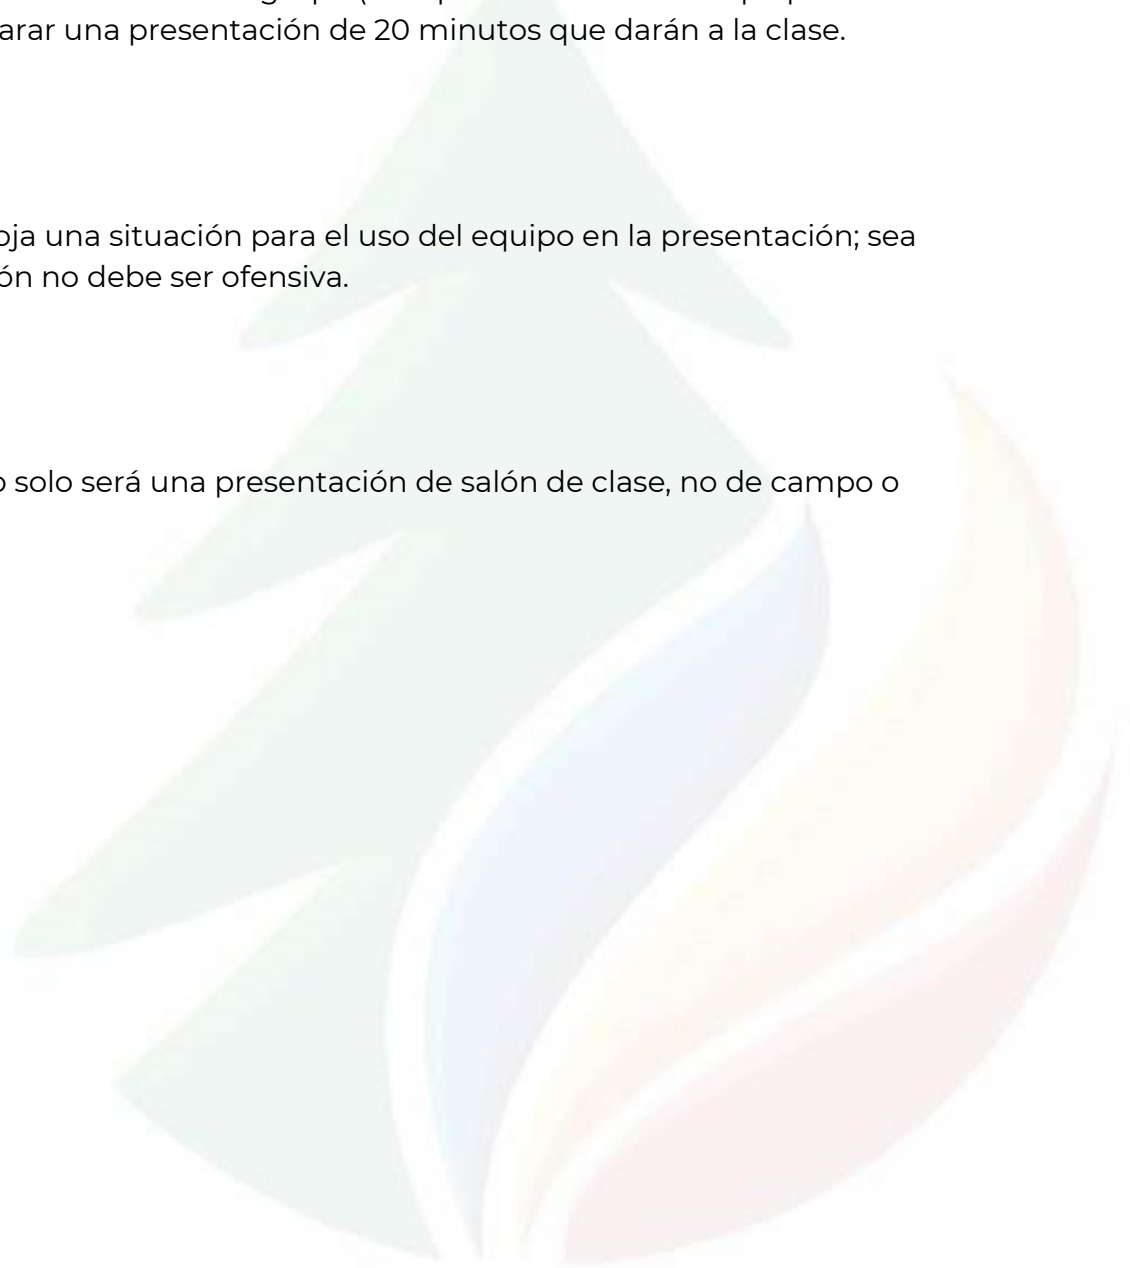 arar una presentación de 20 minutos que darán a la clase.
oja una situación para el uso del equipo en la presentación; sea
ón no debe ser ofensiva.
o solo será una presentación de salón de clase, no de campo o